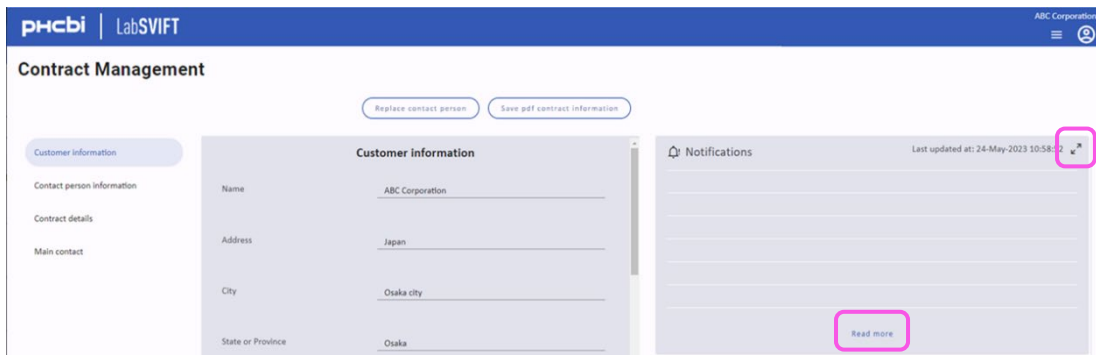 ABC Corporation
PHCbi | LabSVIFT
Contract Management
Replace contact person
Save pdf contract information
Customer information
Contact person information
Contract details
Main contact
Customer information
Name
ABC Corporation
Address
Japan
City
Osaka city
State or Province
Osaka
Notifications
Last updated at: 24-May-2023 10:58:
Read more